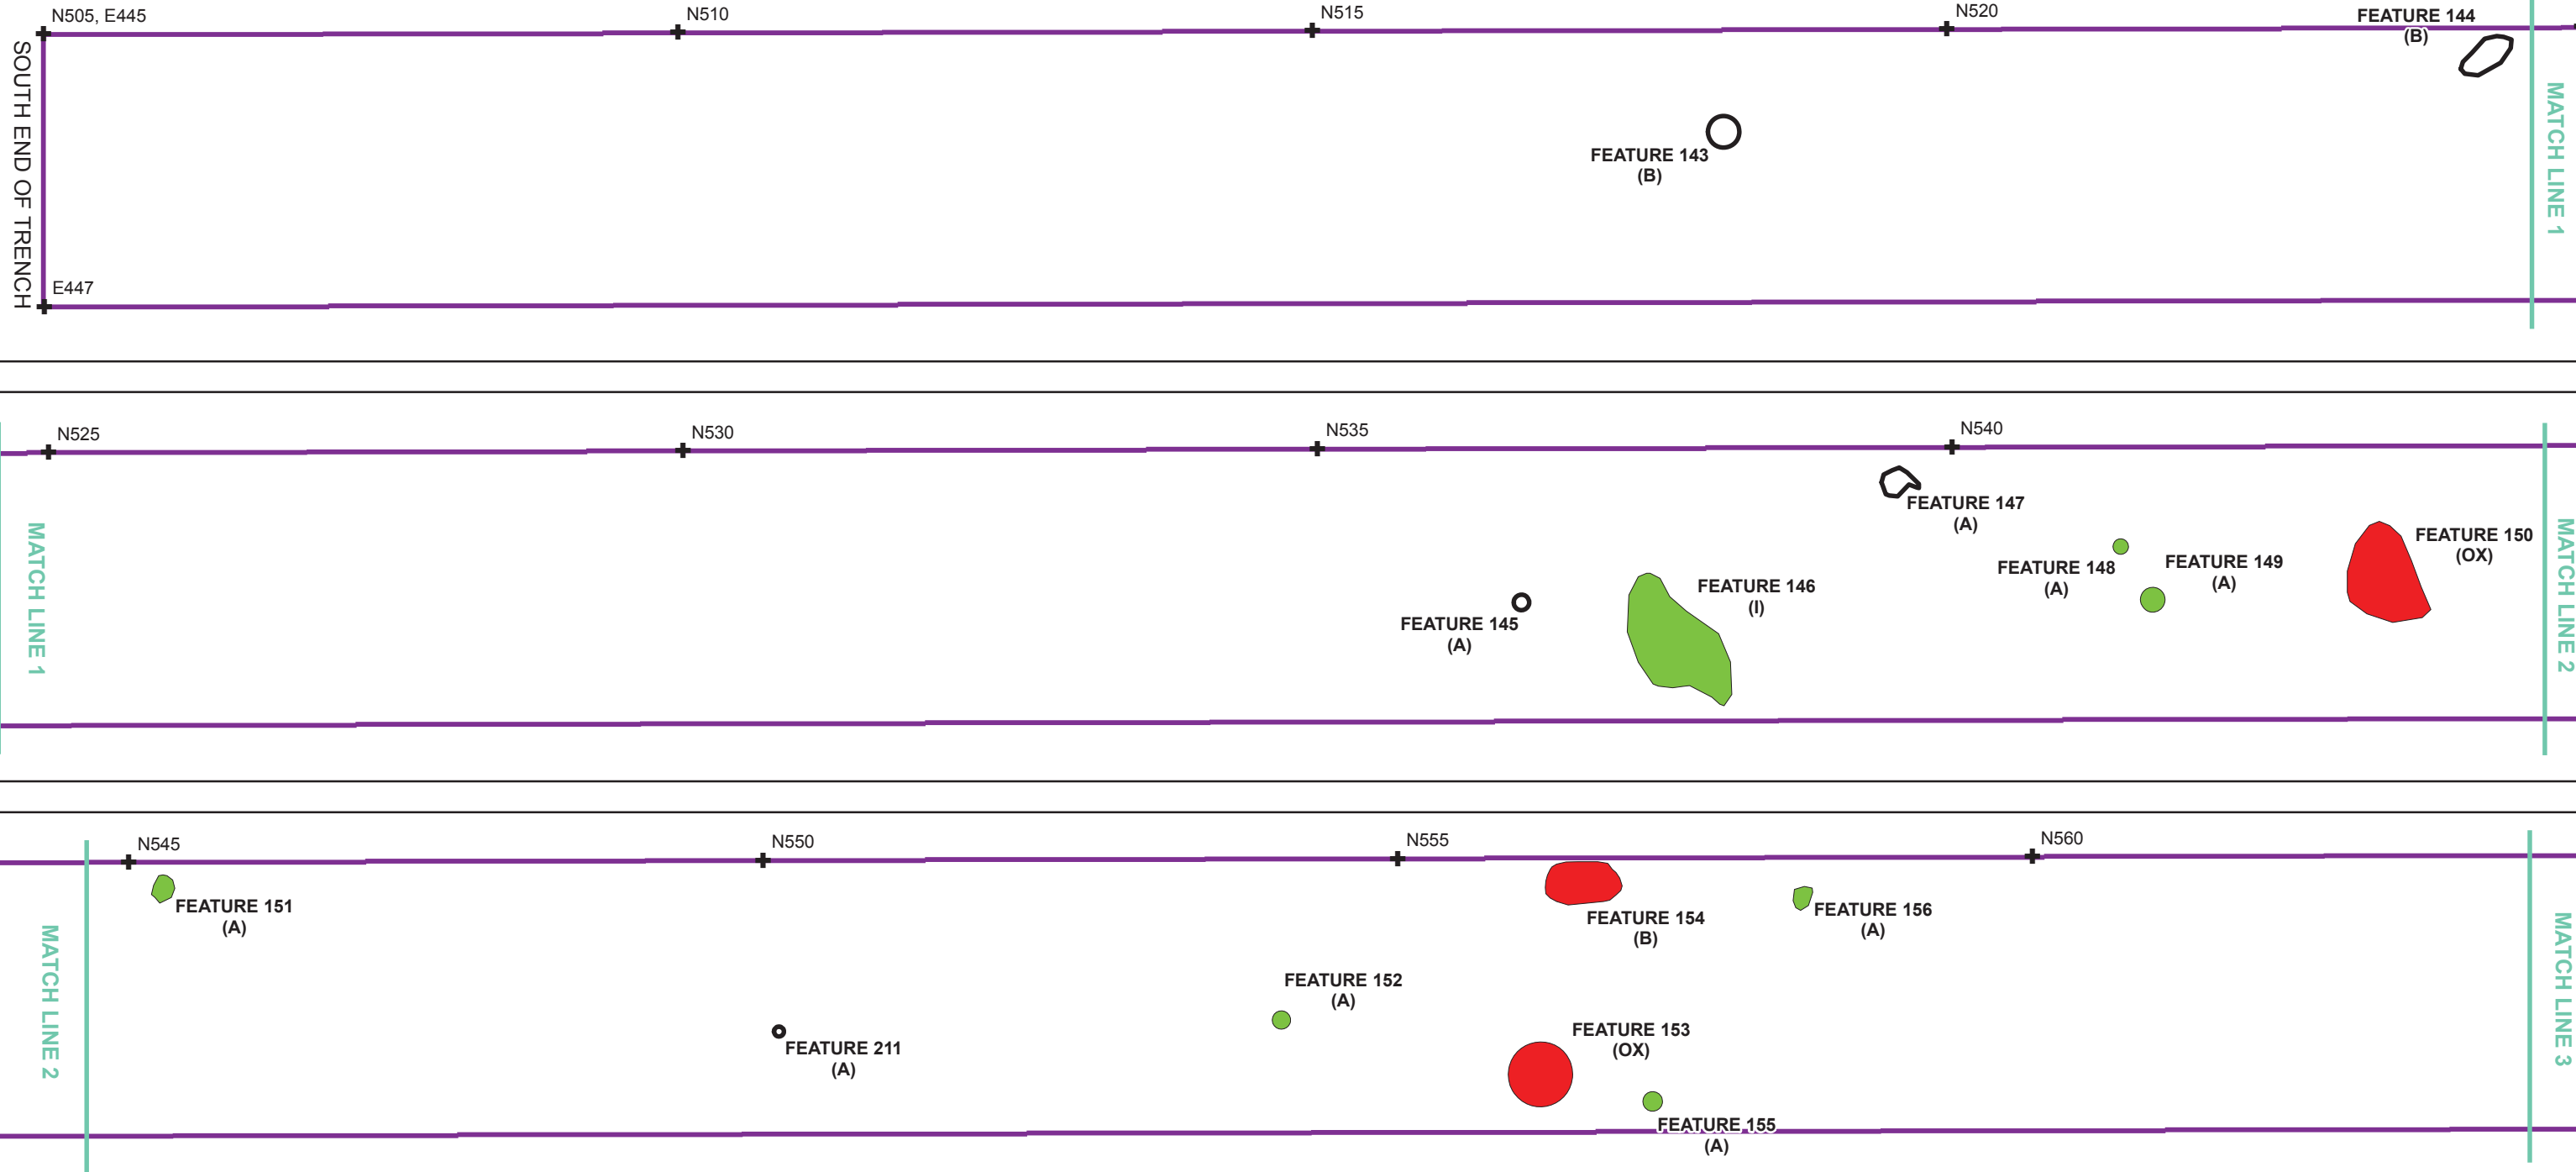 N505, E445
N510
N515
N520
FEATURE 144
(B)
SOUTH END OF TRENCH
MATCH LINE 1
FEATURE 143
(B)
E447
N525
N530
N535
N540
MATCH LINE 1
FEATURE 147
(A)
FEATURE 150
(OX)
FEATURE 148
(A)
FEATURE 149
(A)
FEATURE 146
(I)
FEATURE 145
(A)
MATCH LINE 2
N545
N550
N555
N560
FEATURE 151
(A)
FEATURE 154
(B)
FEATURE 156
(A)
MATCH LINE 2
FEATURE 152
(A)
FEATURE 211
(A)
FEATURE 153
(OX)
FEATURE 155
(A)
MATCH LINE 3